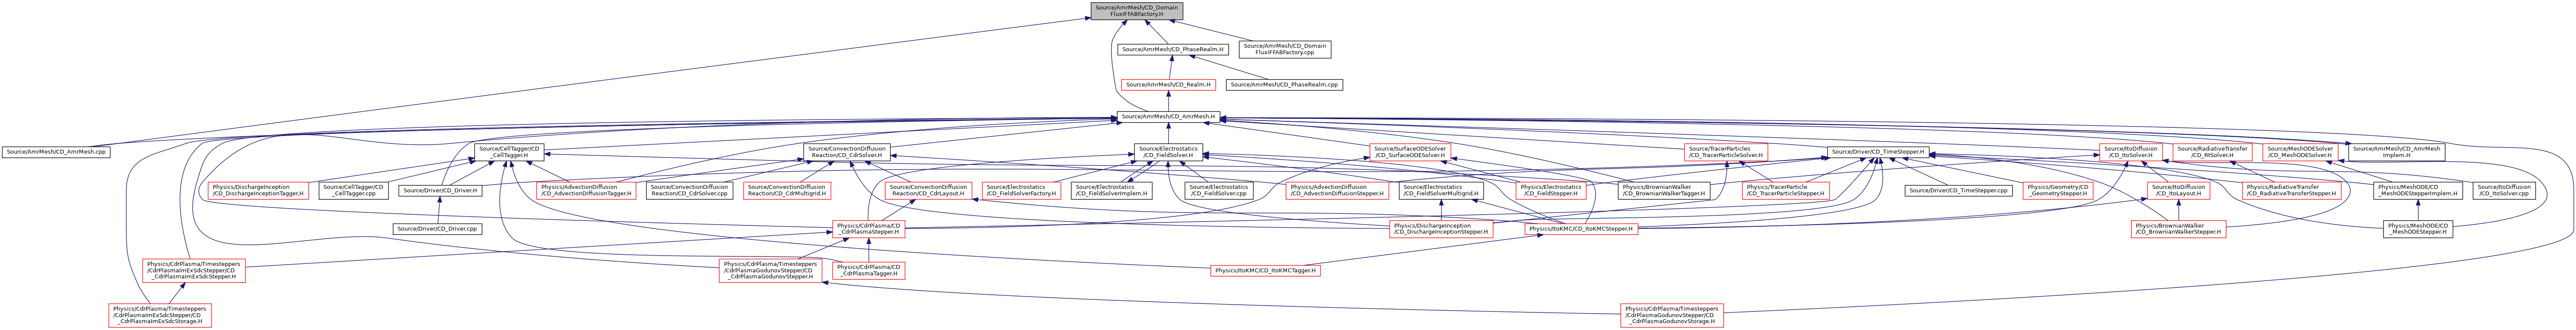 Source/AmrMesh/CD_Domain
FluxIFFABFactory.H
Source/AmrMesh/CD_PhaseRealm.H
Source/AmrMesh/CD_Domain
FluxIFFABFactory.cpp
Source/AmrMesh/CD_Realm.H
Source/AmrMesh/CD_PhaseRealm.cpp
Source/AmrMesh/CD_AmrMesh.H
Source/AmrMesh/CD_AmrMesh.cpp
Source/CellTagger/CD
_CellTagger.H
Source/ConvectionDiffusion
Reaction/CD_CdrSolver.H
Source/Electrostatics
/CD_FieldSolver.H
Source/SurfaceODESolver
/CD_SurfaceODESolver.H
Source/TracerParticles
/CD_TracerParticleSolver.H
Source/Driver/CD_TimeStepper.H
Source/ItoDiffusion
/CD_ItoSolver.H
Source/RadiativeTransfer
/CD_RtSolver.H
Source/MeshODESolver
/CD_MeshODESolver.H
Source/AmrMesh/CD_AmrMesh
Implem.H
Physics/DischargeInception
/CD_DischargeInceptionTagger.H
Source/CellTagger/CD
_CellTagger.cpp
Source/Driver/CD_Driver.H
Physics/AdvectionDiffusion
/CD_AdvectionDiffusionTagger.H
Source/ConvectionDiffusion
Reaction/CD_CdrSolver.cpp
Source/ConvectionDiffusion
Reaction/CD_CdrMultigrid.H
Source/ConvectionDiffusion
Reaction/CD_CdrLayout.H
Source/Electrostatics
/CD_FieldSolverFactory.H
Source/Electrostatics
/CD_FieldSolverImplem.H
Source/Electrostatics
/CD_FieldSolver.cpp
Physics/AdvectionDiffusion
/CD_AdvectionDiffusionStepper.H
Source/Electrostatics
/CD_FieldSolverMultigrid.H
Physics/Electrostatics
/CD_FieldStepper.H
Physics/BrownianWalker
/CD_BrownianWalkerTagger.H
Physics/TracerParticle
/CD_TracerParticleStepper.H
Source/Driver/CD_TimeStepper.cpp
Physics/Geometry/CD
_GeometryStepper.H
Source/ItoDiffusion
/CD_ItoLayout.H
Physics/RadiativeTransfer
/CD_RadiativeTransferStepper.H
Physics/MeshODE/CD
_MeshODEStepperImplem.H
Source/ItoDiffusion
/CD_ItoSolver.cpp
Source/Driver/CD_Driver.cpp
Physics/CdrPlasma/CD
_CdrPlasmaStepper.H
Physics/DischargeInception
/CD_DischargeInceptionStepper.H
Physics/ItoKMC/CD_ItoKMCStepper.H
Physics/BrownianWalker
/CD_BrownianWalkerStepper.H
Physics/MeshODE/CD
_MeshODEStepper.H
Physics/CdrPlasma/Timesteppers
/CdrPlasmaImExSdcStepper/CD
_CdrPlasmaImExSdcStepper.H
Physics/CdrPlasma/Timesteppers
/CdrPlasmaGodunovStepper/CD
_CdrPlasmaGodunovStepper.H
Physics/CdrPlasma/CD
_CdrPlasmaTagger.H
Physics/ItoKMC/CD_ItoKMCTagger.H
Physics/CdrPlasma/Timesteppers
/CdrPlasmaImExSdcStepper/CD
_CdrPlasmaImExSdcStorage.H
Physics/CdrPlasma/Timesteppers
/CdrPlasmaGodunovStepper/CD
_CdrPlasmaGodunovStorage.H